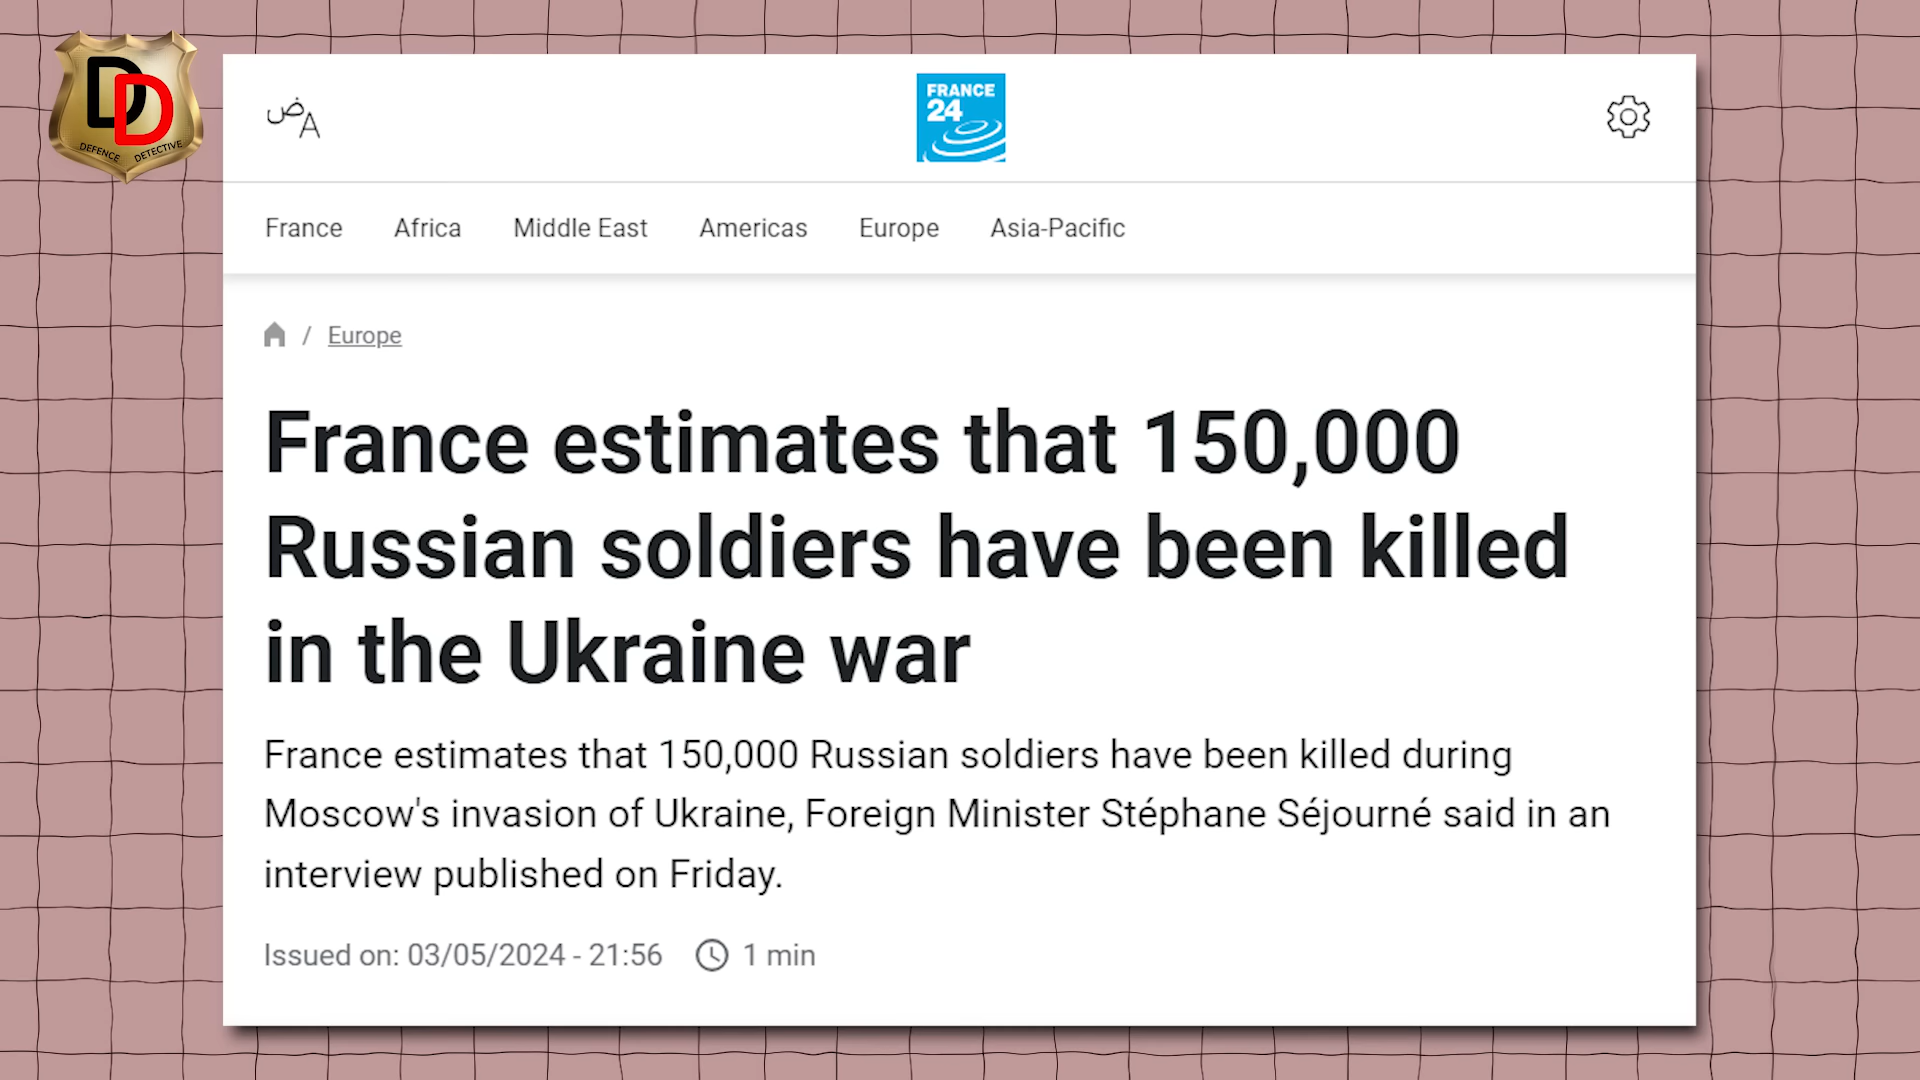 DD
DEFENCE DETECTIVE
ض A
FRANCE
24
France Africa Middle East Americas Europe Asia-Pacific
/ Europe
France estimates that 150,000
Russian soldiers have been killed
in the Ukraine war
France estimates that 150,000 Russian soldiers have been killed during
Moscow's invasion of Ukraine, Foreign Minister Stéphane Séjourné said in an
interview published on Friday.
Issued on: 03/05/2024 - 21:56 1 min